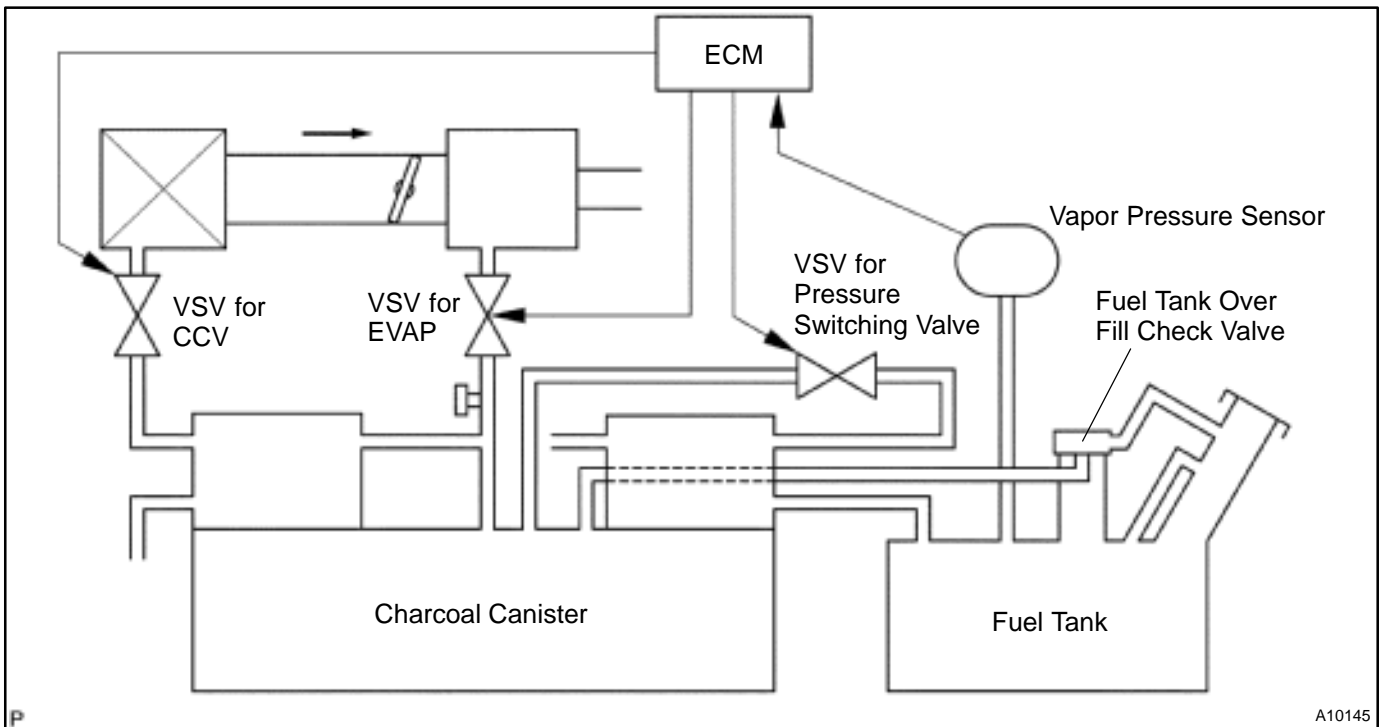 ECM
Vapor Pressure Sensor
VSV for
CCV
VSV for
EVAP
VSV for
Pressure
Switching Valve
Fuel Tank Over
Fill Check Valve
Charcoal Canister
Fuel Tank
P
A10145